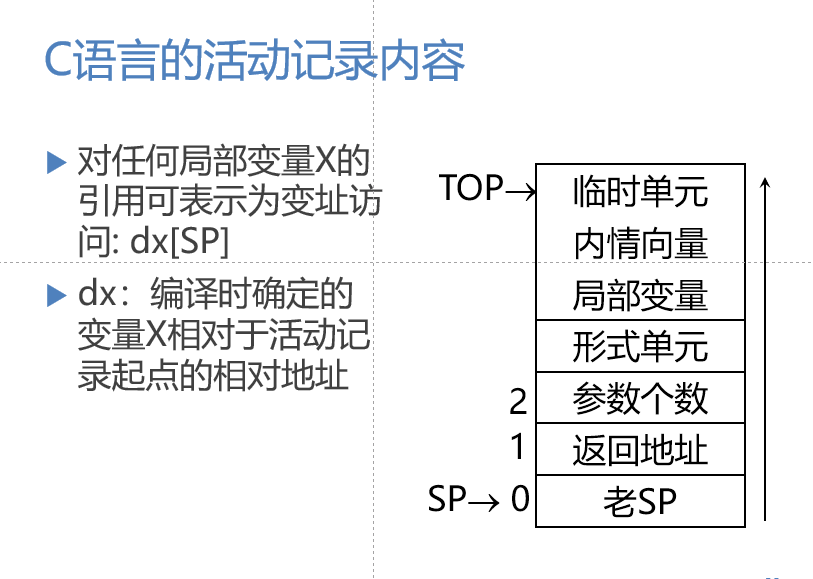 C语言的活动记录内容
对任何局部变量X的
引用可表示为变址访
问: dx[SP]
dx：编译时确定的
变量X相对于活动记
录起点的相对地址
TOP→ 临时单元
内情向量
局部变量
形式单元
2 参数个数
1 返回地址
SP→ 0 老SP